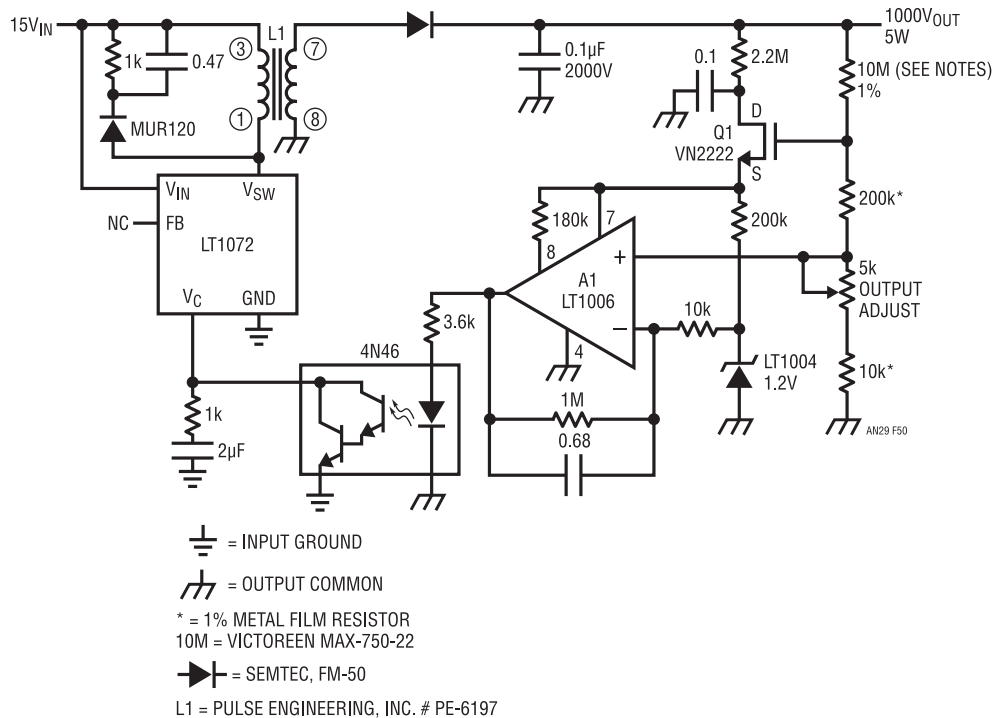 15VIN
L1
1000VOUT
5W
3
7
1k
0.47
0.1µF
2000V
0.1
2.2M
10M (SEE NOTES)
1%
1
8
MUR120
D
Q1
VN2222
S
VIN
VSW
NC
FB
LT1072
VC
GND
180k
7
200k
200k*
8
+
A1
LT1006
5k
OUTPUT
ADJUST
3.6k
10k
–
4
LT1004
1.2V
10k*
4N46
1M
0.68
1k
2µF
AN29 F50
= INPUT GROUND
= OUTPUT COMMON
* = 1% METAL FILM RESISTOR
10M = VICTOREEN MAX-750-22
= SEMTEC, FM-50
L1 = PULSE ENGINEERING, INC. # PE-6197